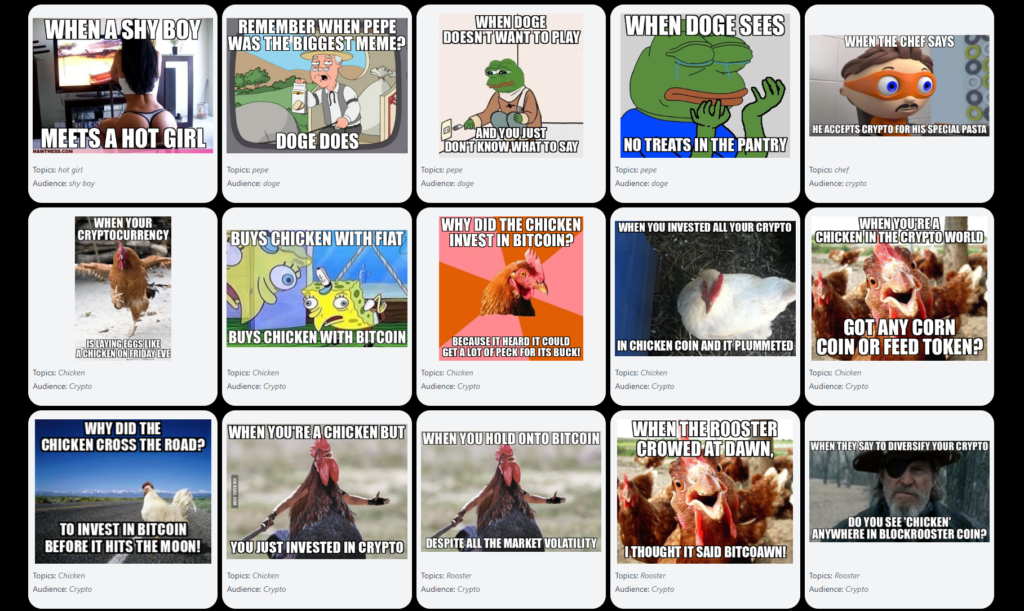 WHEN A SHY BOY
MEETS A HOT GIRL
HAWTNESS.COM
Topics: hot girl
Audience: shy boy
REMEMBER WHEN PEPE
WAS THE BIGGEST MEME?
DOGE DOES
Topics: pepe
Audience: doge
WHEN DOGE
DOESN'T WANT TO PLAY
AND YOU JUST
DON'T KNOW WHAT TO SAY
Topics: pepe
Audience: doge
WHEN DOGE SEES
NO TREATS IN THE PANTRY
Topics: pepe
Audience: doge
WHEN THE CHEF SAYS
HE ACCEPTS CRYPTO FOR HIS SPECIAL PASTA
Topics: chef
Audience: crypto
WHEN YOUR
CRYPTOCURRENCY
IS LAYING EGGS LIKE
A CHICKEN ON FRIDAY EVE
Topics: Chicken
Audience: Crypto
BUYS CHICKEN WITH FIAT
BUYS CHICKEN WITH BITCOIN
Topics: Chicken
Audience: Crypto
WHY DID THE CHICKEN
INVEST IN BITCOIN?
BECAUSE IT HEARD IT COULD
GET A LOT OF PECK FOR ITS BUCK!
Topics: Chicken
Audience: Crypto
WHEN YOU INVESTED ALL YOUR CRYPTO
IN CHICKEN COIN AND IT PLUMMETED
Topics: Chicken
Audience: Crypto
WHEN YOU'RE A
CHICKEN IN THE CRYPTO WORLD
GOT ANY CORN
COIN OR FEED TOKEN?
Topics: Chicken
Audience: Crypto
WHY DID THE
CHICKEN CROSS THE ROAD?
TO INVEST IN BITCOIN
BEFORE IT HITS THE MOON!
Topics: Chicken
Audience: Crypto
WHEN YOU'RE A CHICKEN BUT
YOU JUST INVESTED IN CRYPTO
Topics: Chicken
Audience: Crypto
WHEN YOU HOLD ONTO BITCOIN
DESPITE ALL THE MARKET VOLATILITY
Topics: Rooster
Audience: Crypto
WHEN THE ROOSTER
CROWED AT DAWN,
I THOUGHT IT SAID BITCOAWN!
Topics: Rooster
Audience: Crypto
WHEN THEY SAY TO DIVERSIFY YOUR CRYPTO
DO YOU SEE 'CHICKEN'
ANYWHERE IN BLOCKROOSTER COIN?
Topics: Rooster
Audience: Crypto